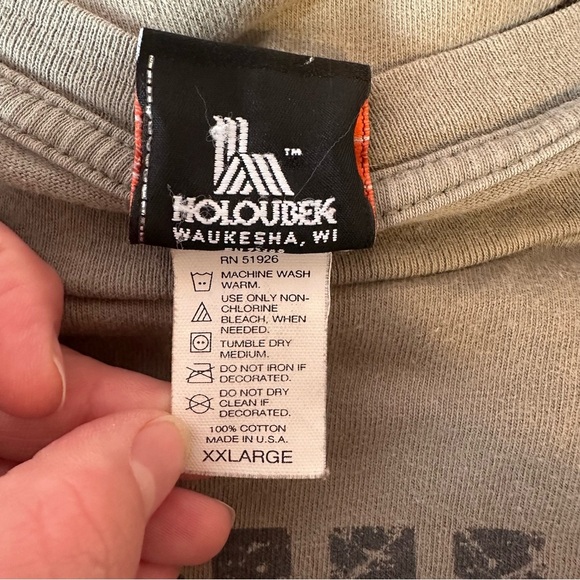 ™
HOLOUBEK
WAUKESHA, WI
RN 51926
MACHINE WASH
WARM.
USE ONLY NON-
CHLORINE
BLEACH, WHEN
NEEDED.
TUMBLE DRY
MEDIUM.
DO NOT IRON IF
DECORATED.
DO NOT DRY
CLEAN IF
DECORATED.
100% COTTON
MADE IN U.S.A.
XXLARGE